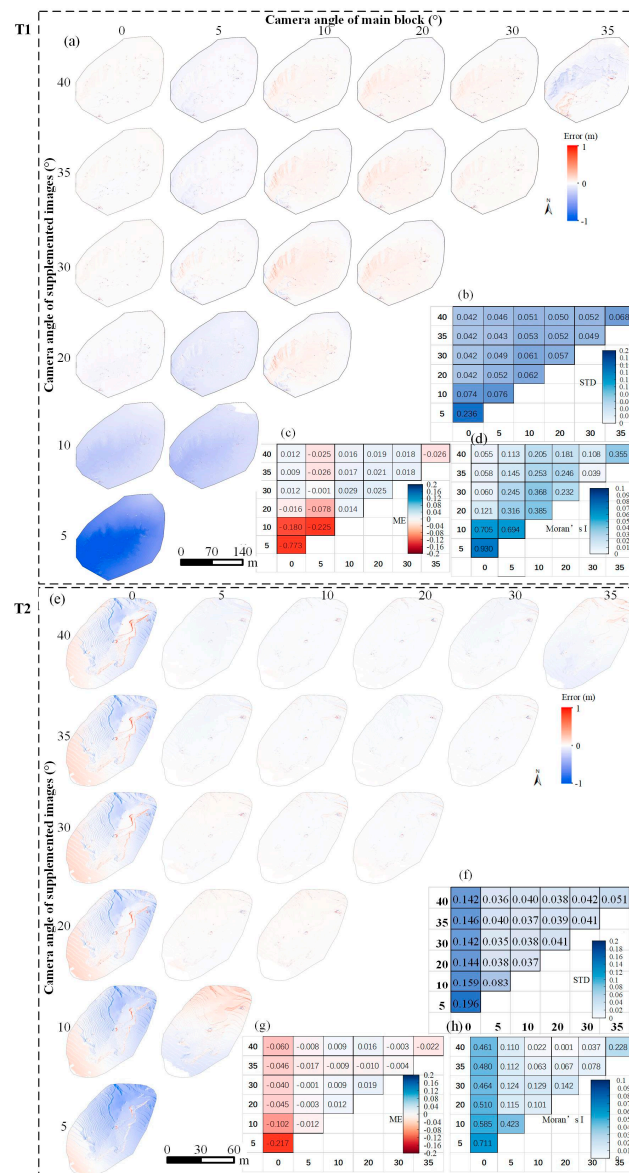 Camera angle of main block (°)
T1
0 5 10 20 30 35
(a)
40
35
Error (m)
1
0
-1
N
Camera angle of supplemented images (°)
30
(b)
40 0.042 0.046 0.051 0.050 0.052 0.068
35 0.042 0.042 0.053 0.052 0.049
30 0.042 0.049 0.061 0.057
20 0.042 0.052 0.062
10 0.074 0.076
5 0.236
0 5 10 20 30 35
STD
20
10
(c)
40 0.012 -0.025 0.016 0.019 0.018 -0.026
35 0.009 -0.026 0.017 0.021 0.018
30 0.012 -0.001 0.029 0.025
20 -0.016 -0.078 0.014
10 -0.180 -0.225
5 -0.773
0 5 10 20 30 35
ME
0.2
0.16
0.12
0.08
0.04
0
-0.04
-0.08
-0.12
-0.16
-0.2
(d)
40 0.055 0.113 0.205 0.181 0.108 0.355
35 0.058 0.145 0.253 0.246 0.039
30 0.060 0.245 0.368 0.232
20 0.121 0.316 0.385
10 0.705 0.694
5 0.930
0 5 10 20 30 35
Moran's I
5
0 70 140
m
T2
(e)
0 5 10 20 30 35
40
35
Error (m)
1
0
-1
N
Camera angle of supplemented images (°)
30
20
(f)
40 0.142 0.036 0.040 0.038 0.042 0.051
35 0.146 0.040 0.037 0.039 0.041
30 0.142 0.035 0.038 0.041
20 0.144 0.038 0.037
10 0.159 0.083
5 0.196
0 5 10 20 30 35
STD
0.2
0.18
0.16
0.14
0.12
0.1
0.08
0.06
0.04
0.02
0
10
(g)
40 -0.060 -0.008 0.009 0.016 -0.003 -0.022
35 -0.046 -0.017 -0.009 -0.010 -0.004
30 -0.040 -0.001 0.009 0.019
20 -0.045 -0.003 0.012
10 -0.102 -0.012
5 -0.217
0 5 10 20 30 35
ME
0.2
0.16
0.12
0.08
0.04
0
-0.04
-0.08
-0.12
-0.16
-0.2
(h)
40 0.461 0.110 0.022 0.001 0.037 0.228
35 0.480 0.112 0.063 0.067 0.078
30 0.464 0.124 0.129 0.142
20 0.510 0.115 0.101
10 0.585 0.423
5 0.711
0 5 10 20 30 35
Moran's I
5
0 30 60
m